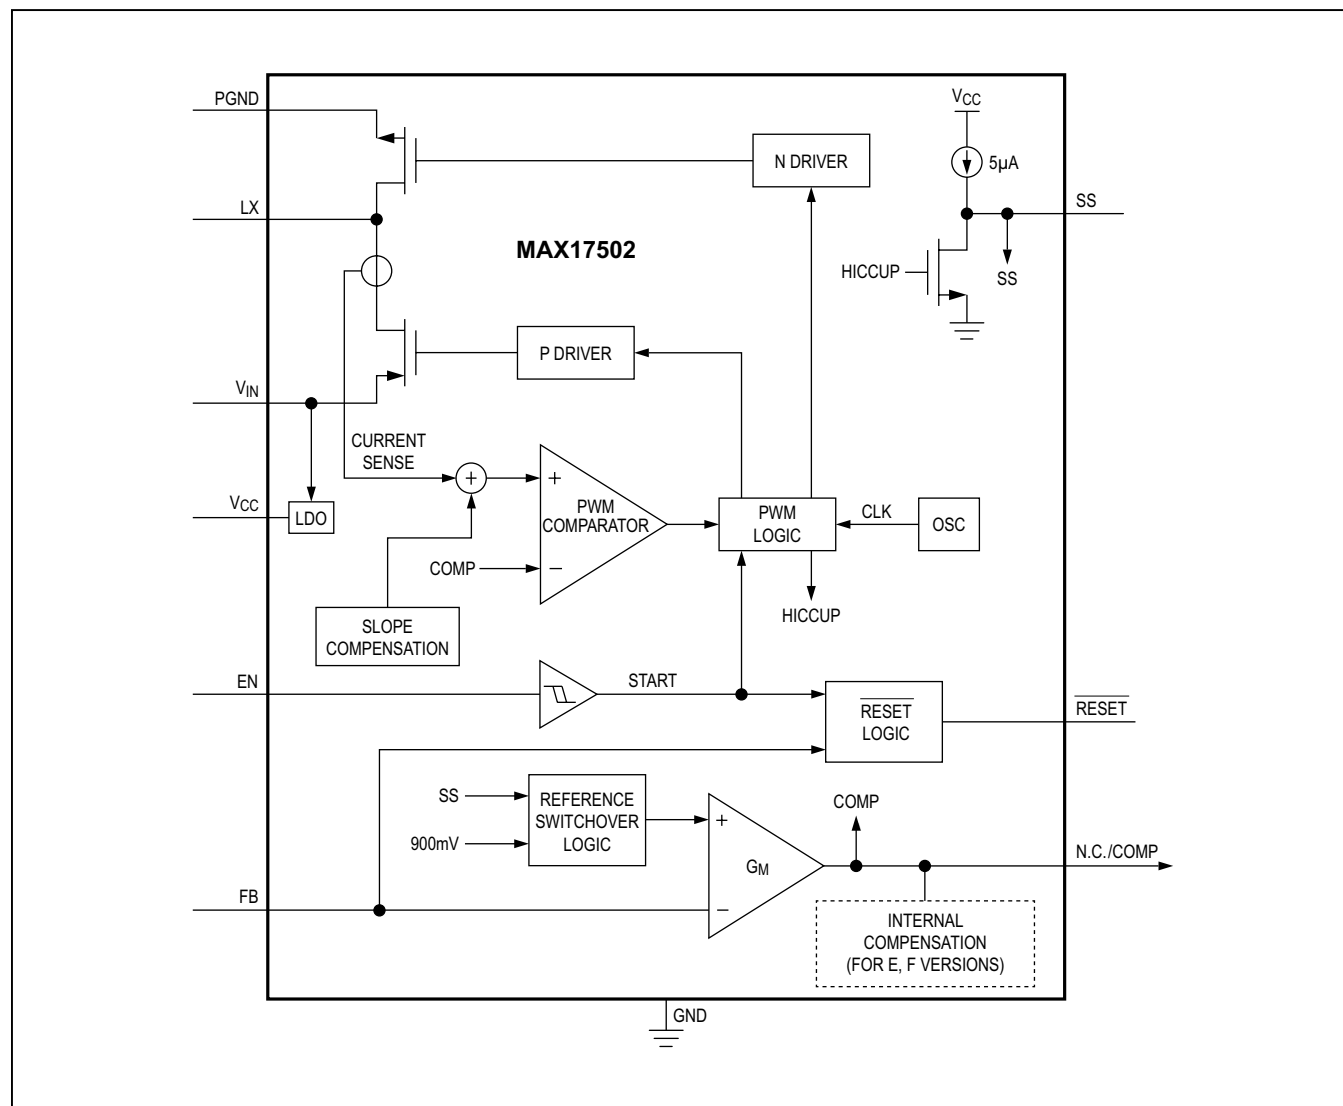 PGND
N DRIVER
VCC
5µA
LX
SS
MAX17502
HICCUP
SS
P DRIVER
VIN
CURRENT
SENSE
+
+
VCC
LDO
PWM
COMPARATOR
PWM
LOGIC
CLK
OSC
COMP
−
HICCUP
SLOPE
COMPENSATION
EN
START
RESET
LOGIC
RESET
SS
900mV
REFERENCE
SWITCHOVER
LOGIC
+
GM
−
COMP
N.C./COMP
FB
INTERNAL
COMPENSATION
(FOR E, F VERSIONS)
GND